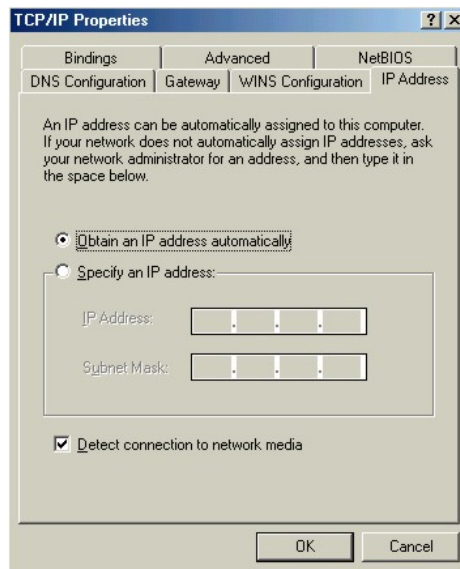 TCP/IP Properties
Bindings Advanced NetBIOS
DNS Configuration Gateway WINS Configuration IP Address
An IP address can be automatically assigned to this computer.
If your network does not automatically assign IP addresses, ask
your network administrator for an address, and then type it in
the space below.
Obtain an IP address automatically
Specify an IP address:
IP Address:
Subnet Mask:
Detect connection to network media
OK Cancel